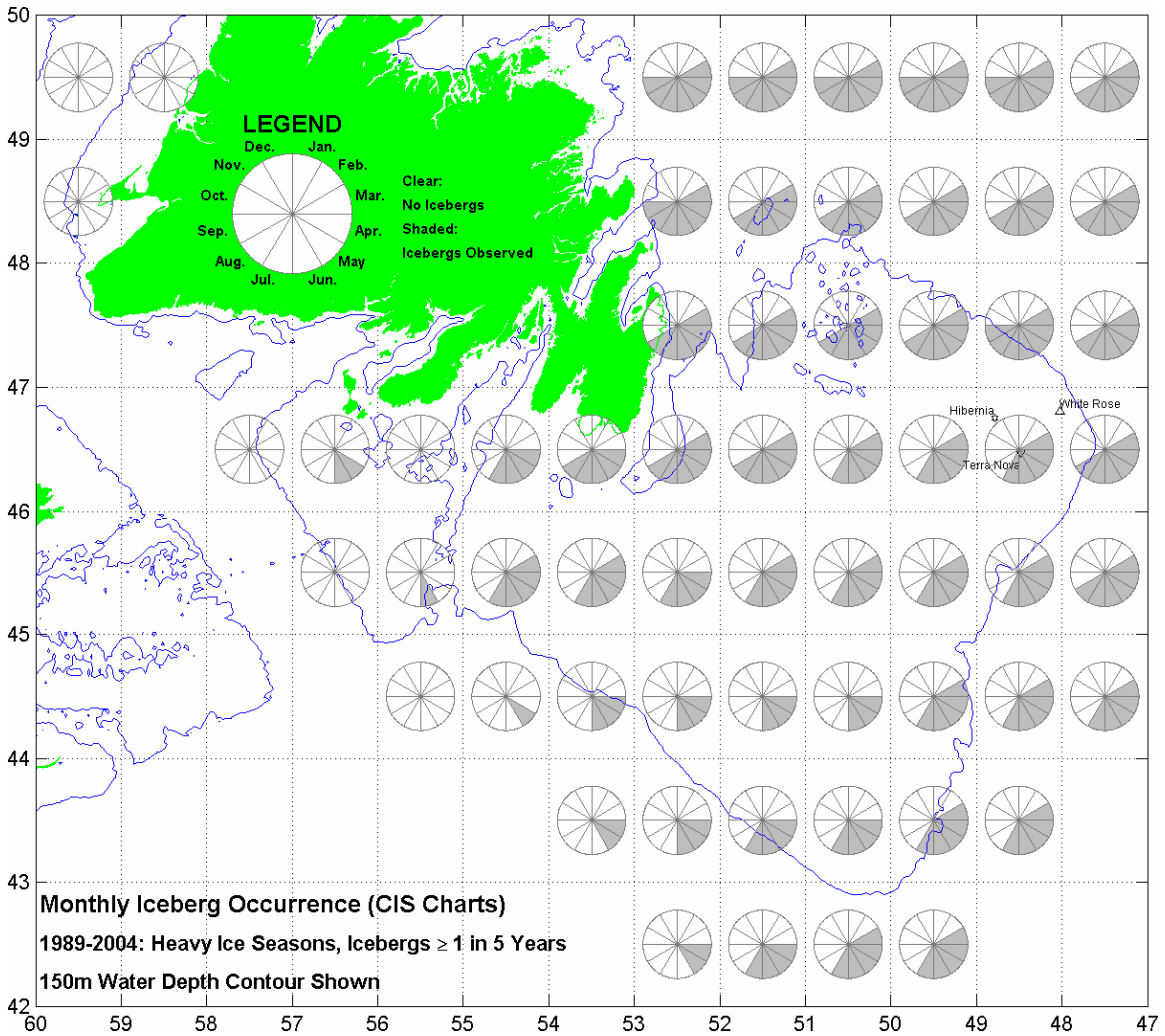 50
49
48
47
46
45
44
43
42
LEGEND
Dec. Jan.
Nov. Feb.
Oct. Mar.
Sep. Apr.
Aug. May
Jul. Jun.
Clear:
No Icebergs
Shaded:
Icebergs Observed
White Rose
Hibernia
Terra Nova
Monthly Iceberg Occurrence (CIS Charts)
1989-2004: Heavy Ice Seasons, Icebergs ≥ 1 in 5 Years
150m Water Depth Contour Shown
60 59 58 57 56 55 54 53 52 51 50 49 48 47